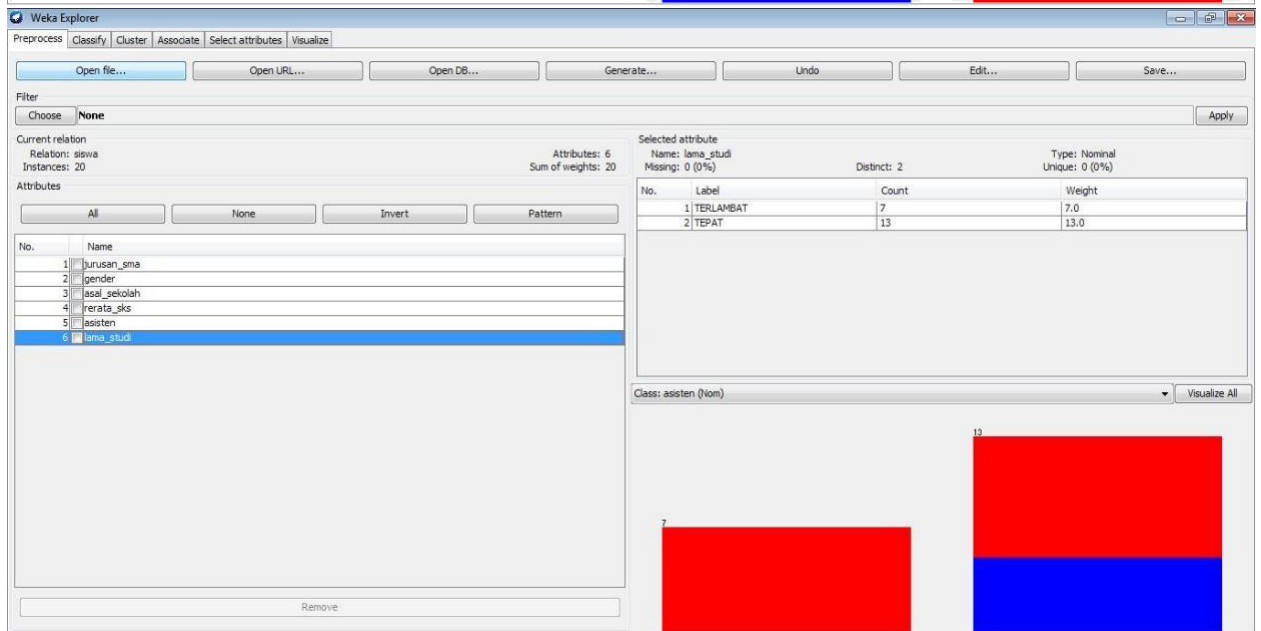 Weka Explorer
Preprocess Classify Cluster Associate Select attributes Visualize
Open file... Open URL... Open DB... Generate... Undo Edit... Save...
Filter
Choose None Apply
Current relation
Relation: siswa Attributes: 6
Instances: 20 Sum of weights: 20
Attributes
All None Invert Pattern
No. Name
1 jurusan_sma
2 gender
3 asal_sekolah
4 rerata_sks
5 asisten
6 lama_studi
Remove
Selected attribute
Name: lama_studi Type: Nominal
Missing: 0 (0%) Distinct: 2 Unique: 0 (0%)
No. Label Count Weight
1 TERLAMBAT 7 7.0
2 TEPAT 13 13.0
Class: asisten (Nom) Visualize All
13
7